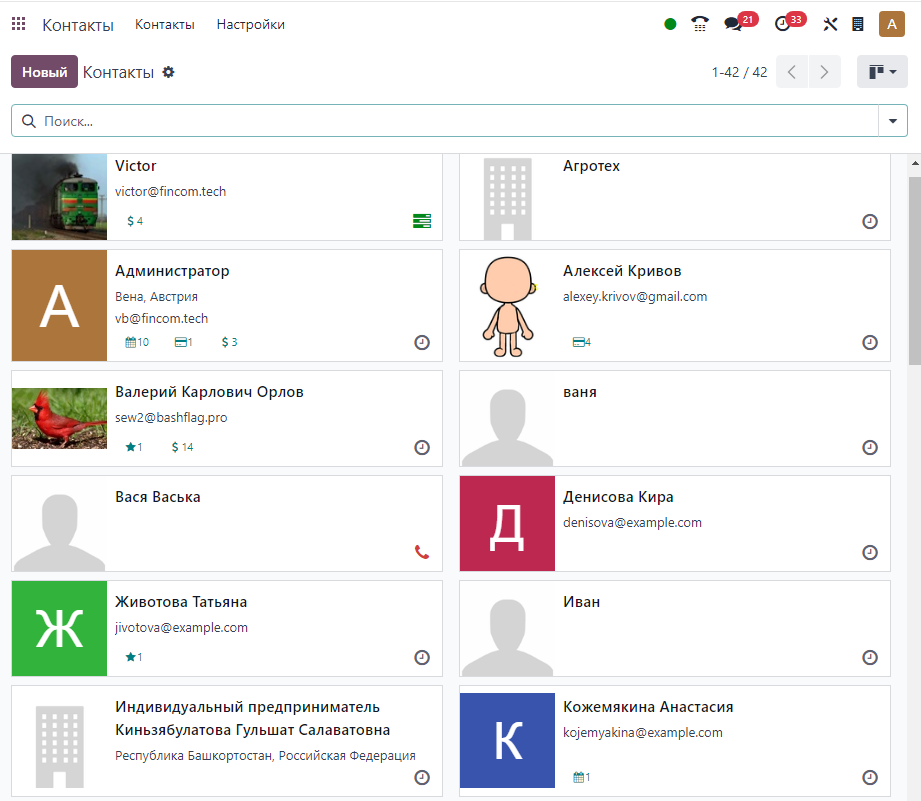 Контакты Контакты Настройки 21 33 А
Новый Контакты 1-42 / 42
Поиск...
Victor
victor@fincom.tech
$ 4
Агротех
А
Администратор
Вена, Австрия
vb@fincom.tech
10 1 $ 3
Алексей Кривов
alexey.krivov@gmail.com
4
Валерий Карлович Орлов
sew2@bashflag.pro
1 $ 14
ваня
Вася Васька
Д
Денисова Кира
denisova@example.com
Ж
Животова Татьяна
jivotova@example.com
1
Иван
Индивидуальный предприниматель
Киньзябулатова Гульшат Салаватовна
Республика Башкортостан, Российская Федерация
К
Кожемякина Анастасия
kojemyakina@example.com
1